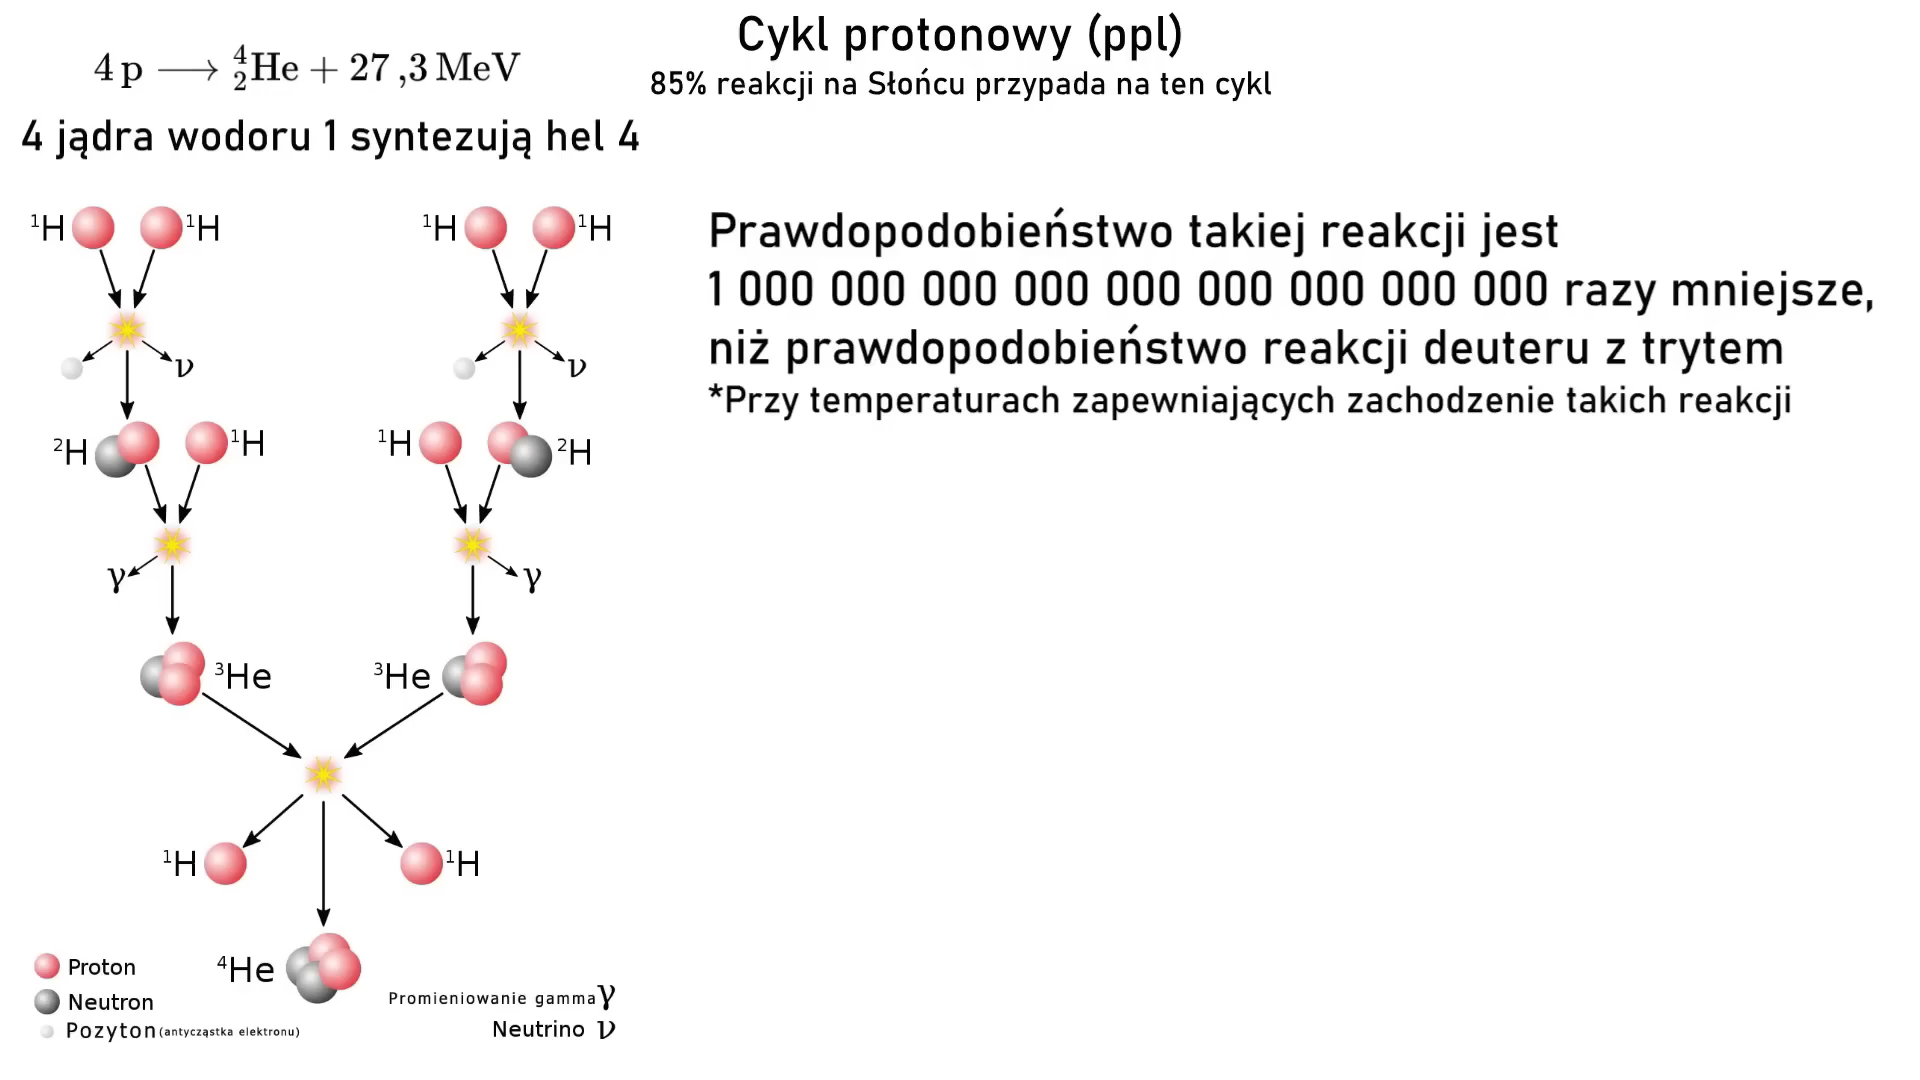 Cykl protonowy (ppl)
85% reakcji na Słońcu przypada na ten cykl
4 p ⟶ ⁴₂He + 27 ,3 MeV
4 jądra wodoru 1 syntezują hel 4
¹H ¹H ¹H ¹H
ν ν
²H ¹H ¹H ²H
γ γ
³He ³He
¹H ¹H
⁴He
Proton
Neutron
Pozyton (antycząstka elektronu)
Promieniowanie gamma γ
Neutrino ν
Prawdopodobieństwo takiej reakcji jest
1 000 000 000 000 000 000 000 000 000 razy mniejsze,
niż prawdopodobieństwo reakcji deuteru z trytem
*Przy temperaturach zapewniających zachodzenie takich reakcji